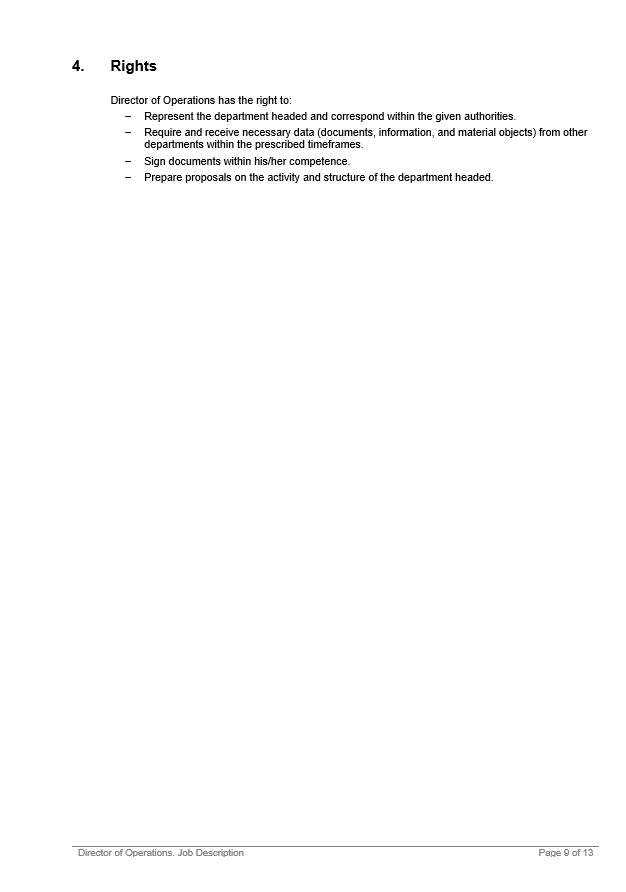 4. Rights
Director of Operations has the right to:
– Represent the department headed and correspond within the given authorities.
– Require and receive necessary data (documents, information, and material objects) from other
departments within the prescribed timeframes.
– Sign documents within his/her competence.
– Prepare proposals on the activity and structure of the department headed.
Director of Operations. Job Description Page 9 of 13